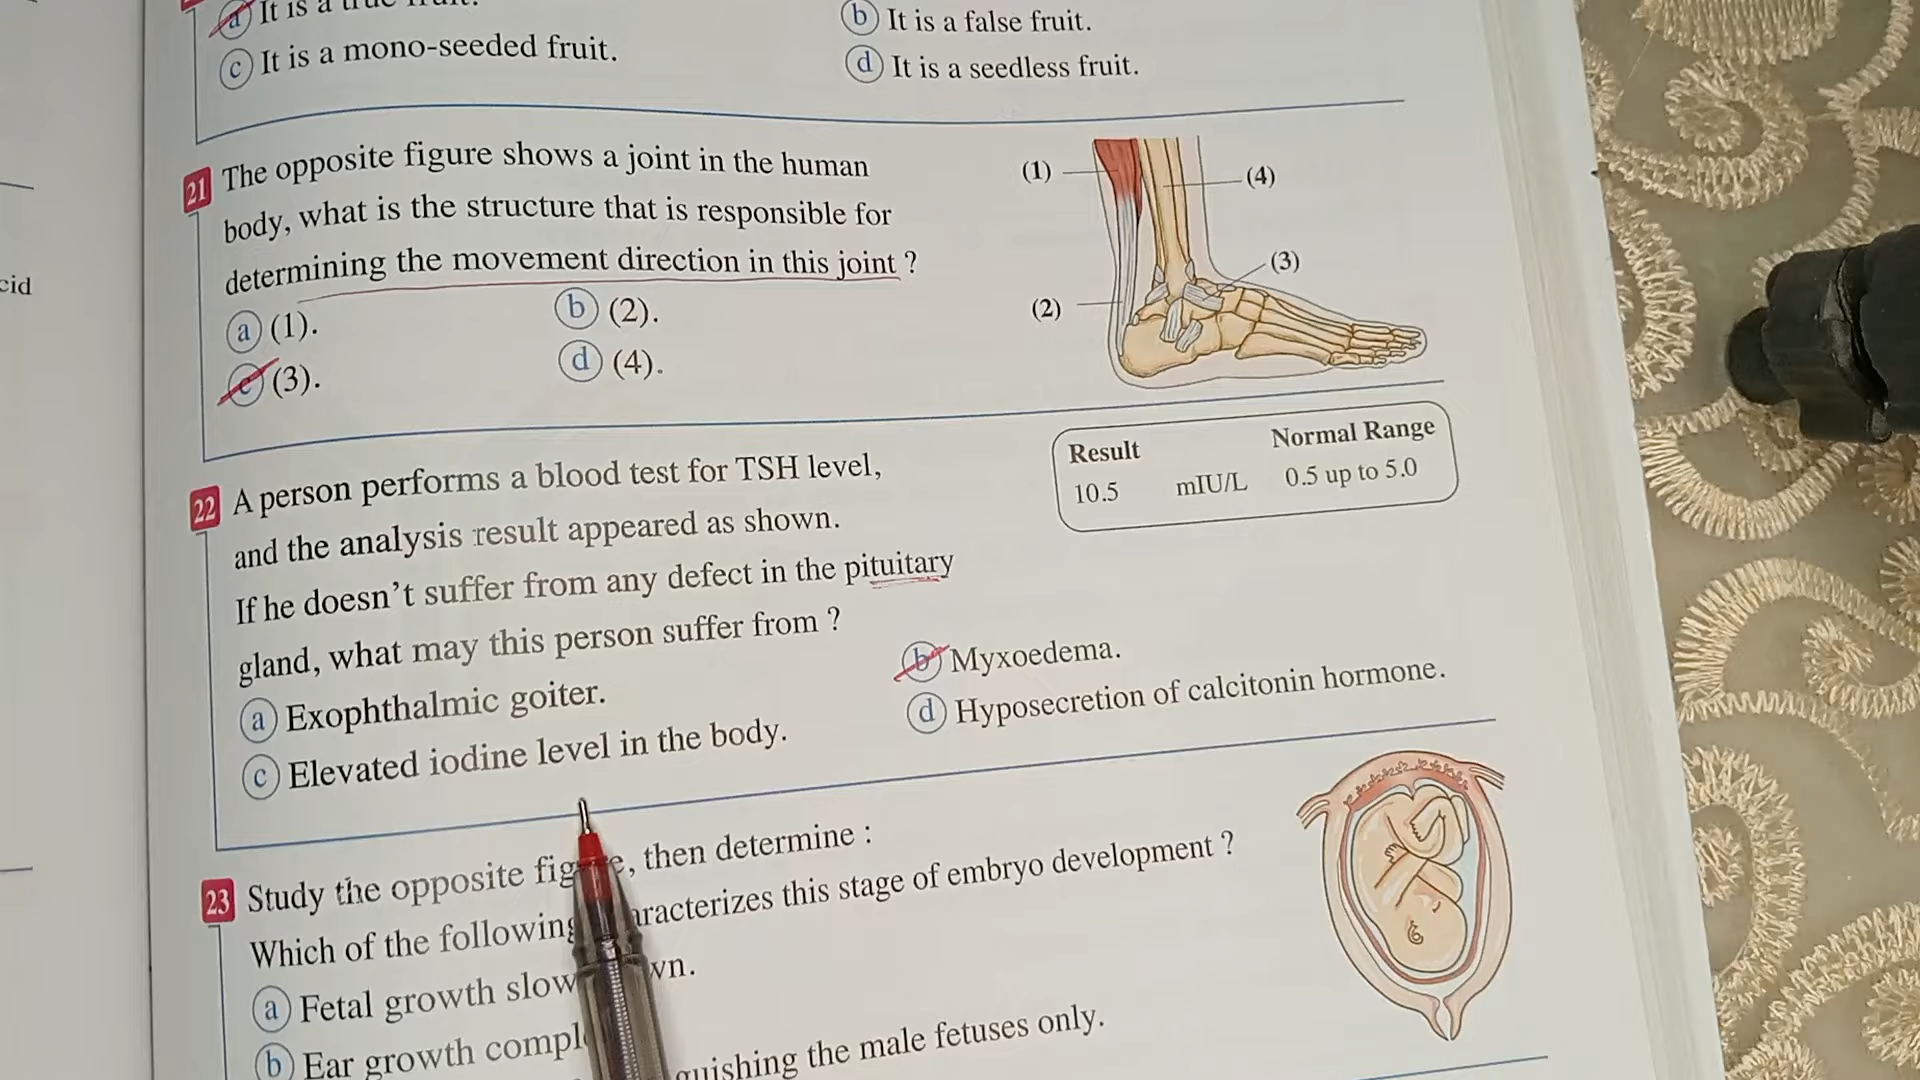 a It is a true fruit.
b It is a false fruit.
c It is a mono-seeded fruit.
d It is a seedless fruit.
21 The opposite figure shows a joint in the human
body, what is the structure that is responsible for
determining the movement direction in this joint ?
a (1).
b (2).
c (3).
d (4).
(1)
(4)
(3)
(2)
22 A person performs a blood test for TSH level,
and the analysis result appeared as shown.
If he doesn't suffer from any defect in the pituitary
gland, what may this person suffer from ?
Result Normal Range
10.5 mIU/L 0.5 up to 5.0
a Exophthalmic goiter.
b Myxoedema.
c Elevated iodine level in the body.
d Hyposecretion of calcitonin hormone.
23 Study the opposite figure, then determine :
Which of the following characterizes this stage of embryo development ?
a Fetal growth slow
b Ear growth
the male fetuses only.
cid